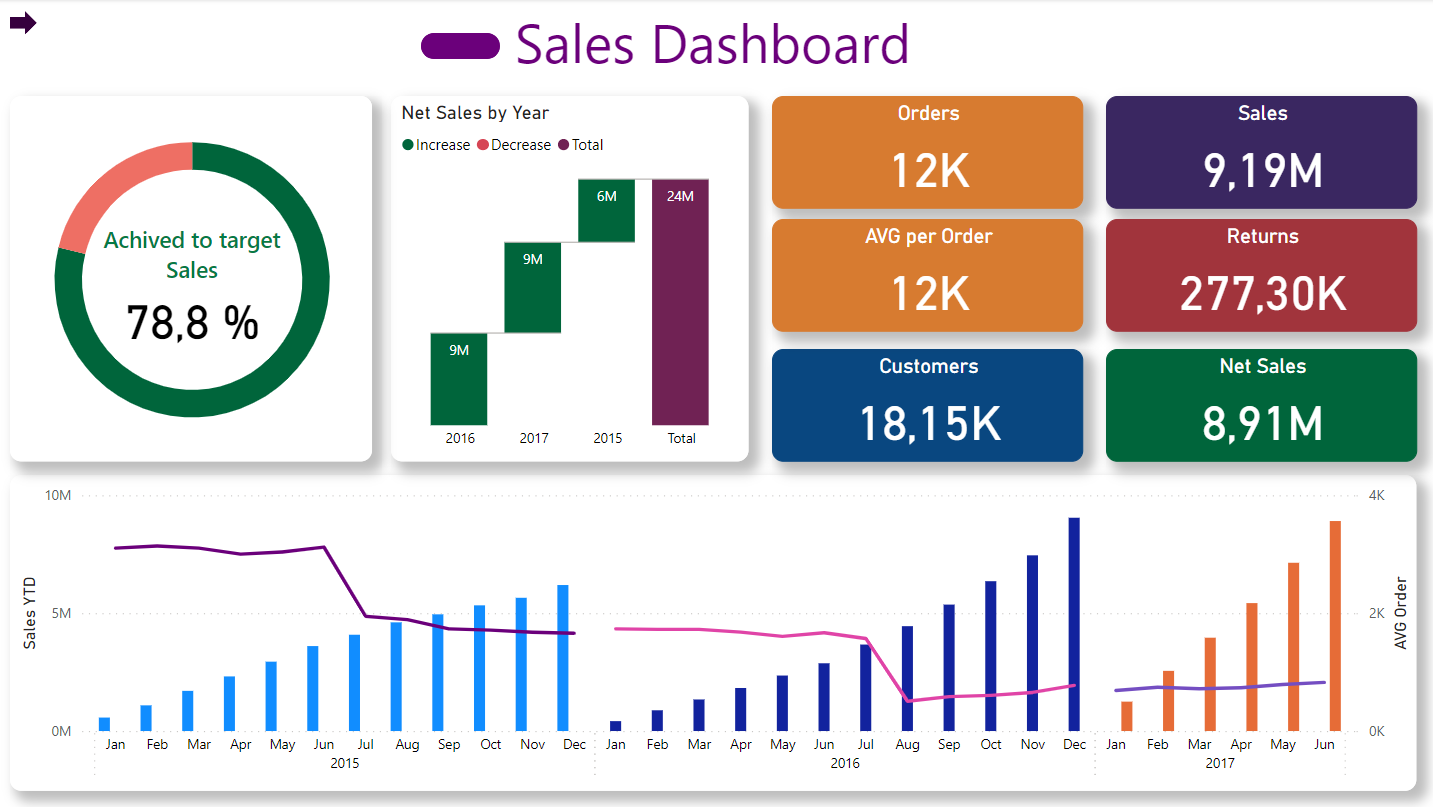 Sales Dashboard
Achived to target
Sales
78,8 %
Net Sales by Year
Increase Decrease Total
9M
9M
6M
24M
2016 2017 2015 Total
Orders
12K
Sales
9,19M
AVG per Order
12K
Returns
277,30K
Customers
18,15K
Net Sales
8,91M
Sales YTD
10M
5M
0M
AVG Order
4K
2K
0K
Jan Feb Mar Apr May Jun Jul Aug Sep Oct Nov Dec Jan Feb Mar Apr May Jun Jul Aug Sep Oct Nov Dec Jan Feb Mar Apr May Jun
2015 2016 2017